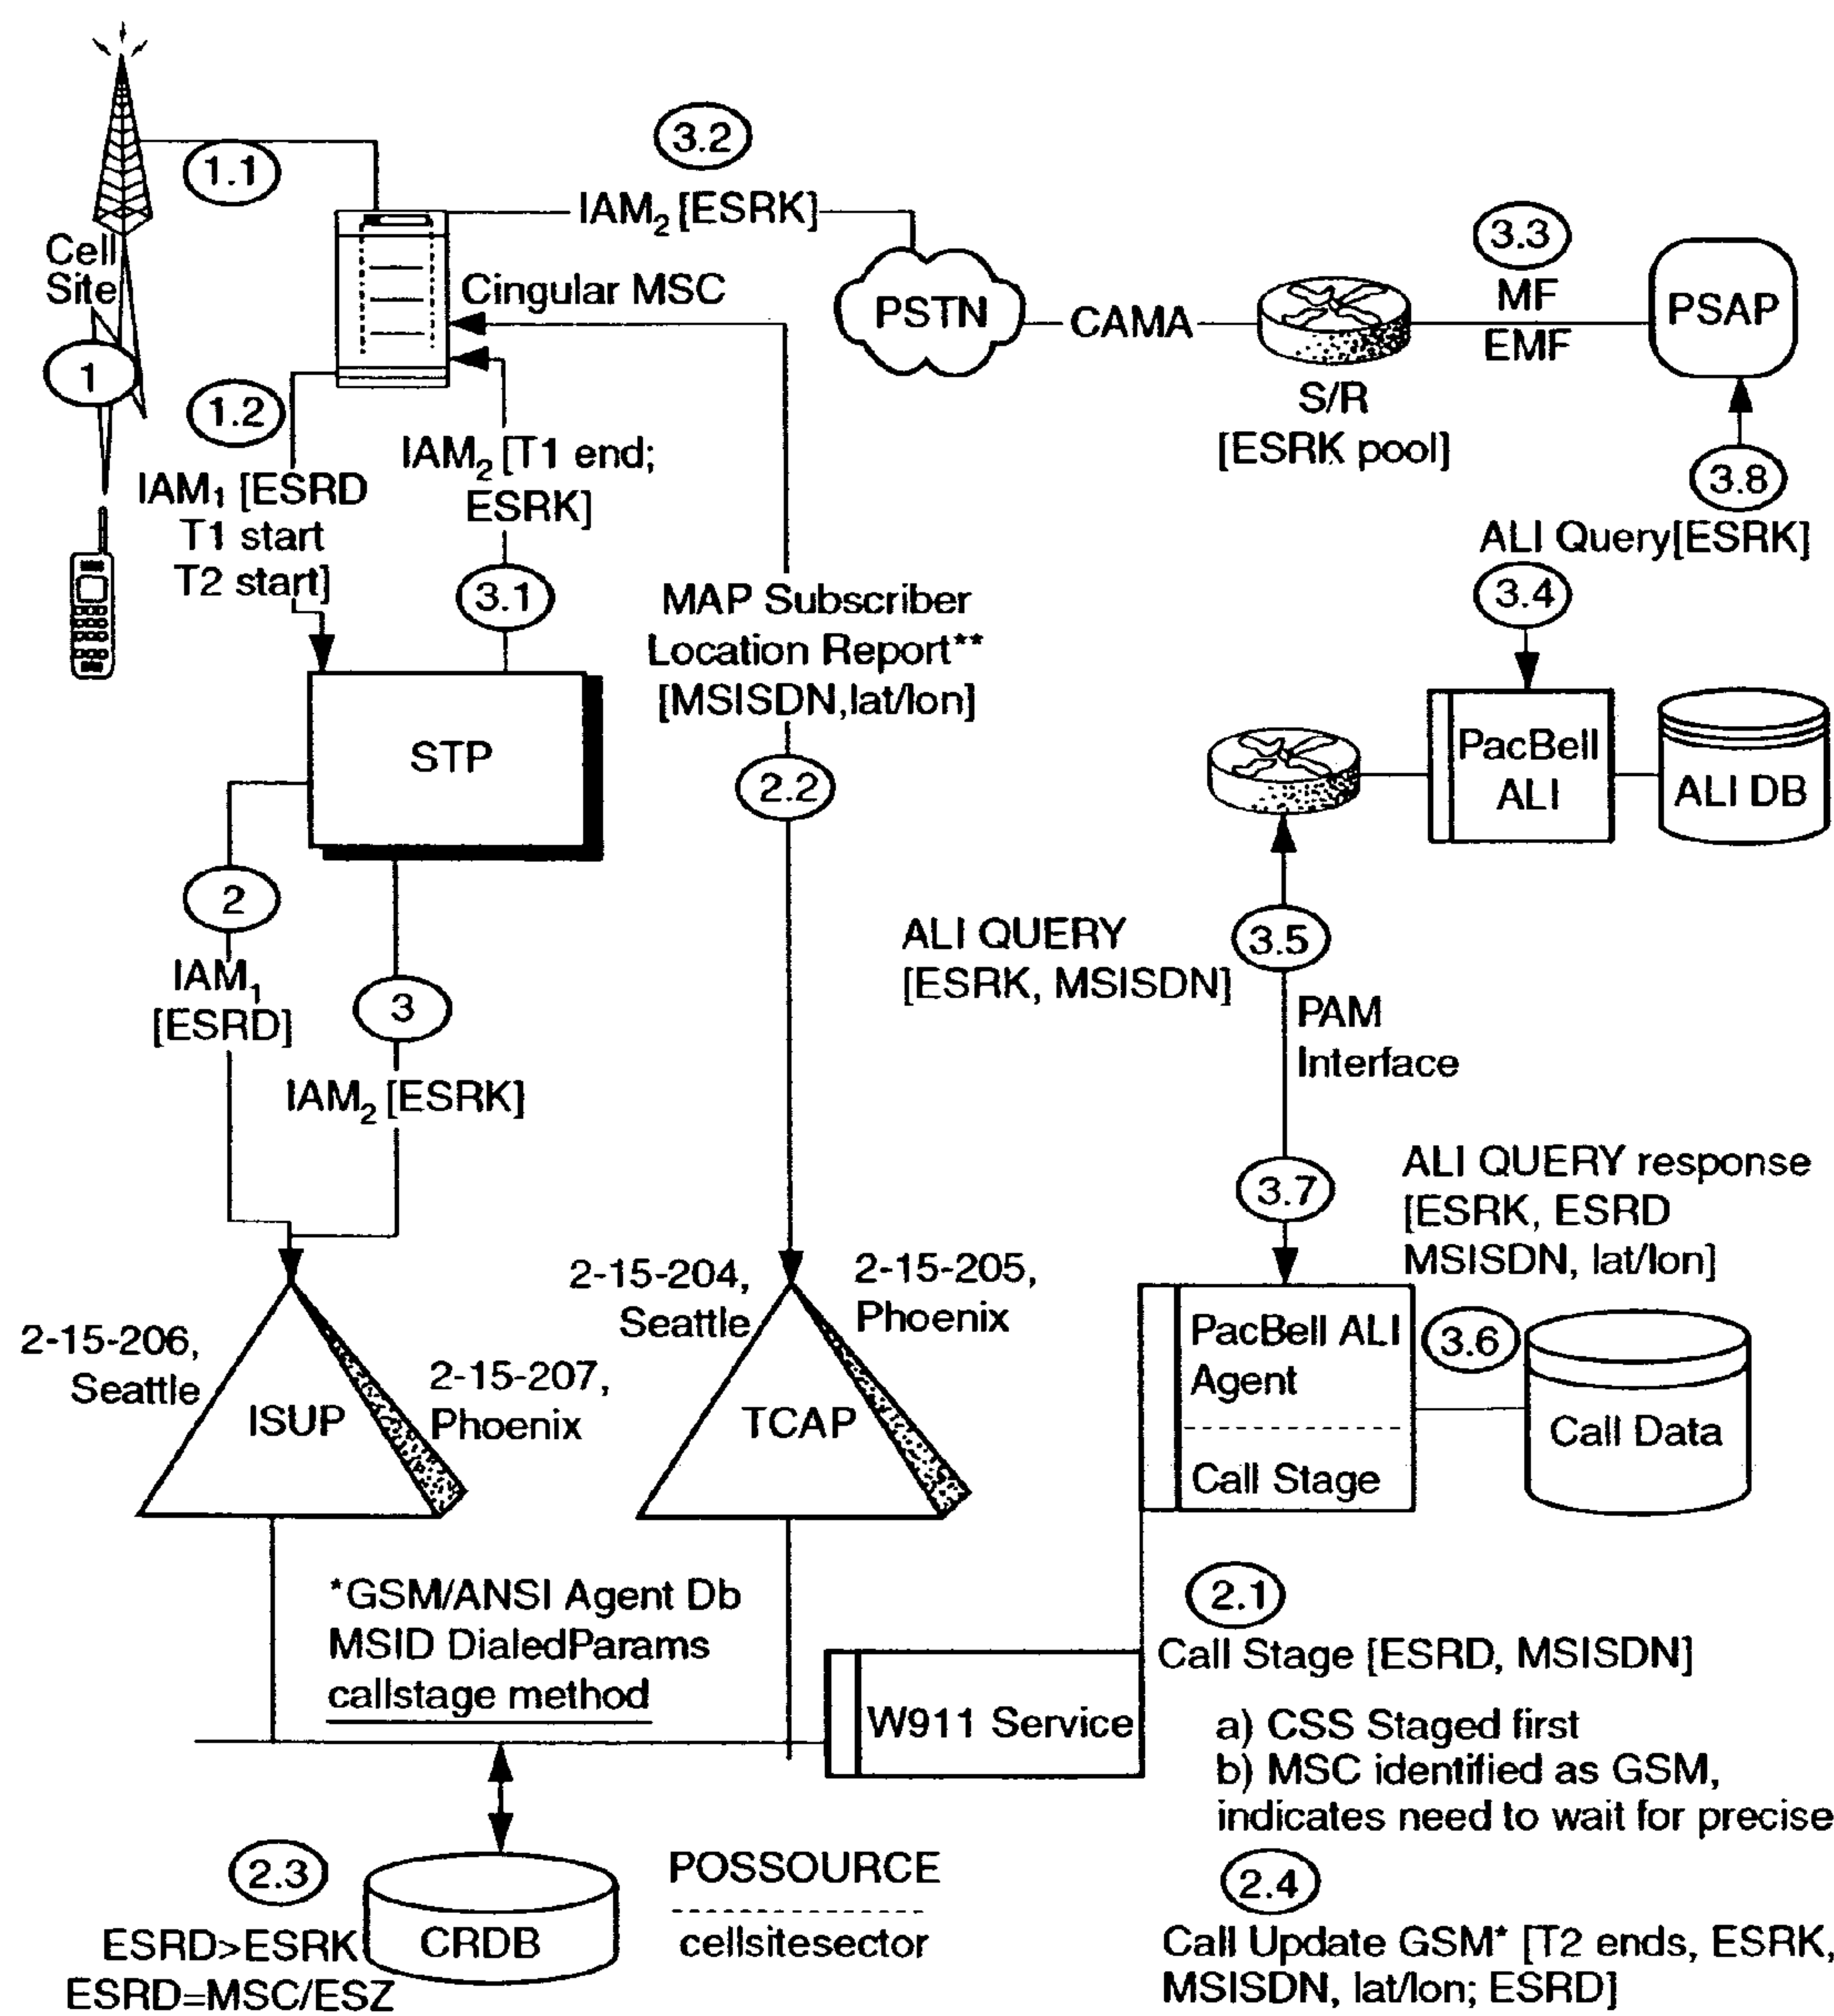 3.2
1.1
IAM2 [ESRK]
3.3
MF
EMF
Cell
Site
Cingular MSC
PSTN
CAMA
PSAP
1
1.2
S/R
[ESRK pool]
IAM1 [ESRD
T1 start
T2 start]
IAM2 [T1 end;
ESRK]
3.8
ALI Query[ESRK]
3.1
3.4
MAP Subscriber
Location Report**
[MSISDN,lat/lon]
STP
PacBell
ALI
ALI DB
2.2
2
ALI QUERY
[ESRK, MSISDN]
3.5
IAM1
[ESRD]
3
PAM
Interface
IAM2 [ESRK]
3.7
ALI QUERY response
[ESRK, ESRD
MSISDN, lat/lon]
2-15-204,
Seattle
2-15-205,
Phoenix
2-15-206,
Seattle
2-15-207,
Phoenix
ISUP
TCAP
PacBell ALI
Agent
Call Stage
3.6
Call Data
*GSM/ANSI Agent Db
MSID DialedParams
callstage method
2.1
Call Stage [ESRD, MSISDN]
W911 Service
a) CSS Staged first
b) MSC identified as GSM,
indicates need to wait for precise
2.3
ESRD>ESRK
ESRD=MSC/ESZ
CRDB
POSSOURCE
cellsitesector
2.4
Call Update GSM* [T2 ends, ESRK,
MSISDN, lat/lon; ESRD]